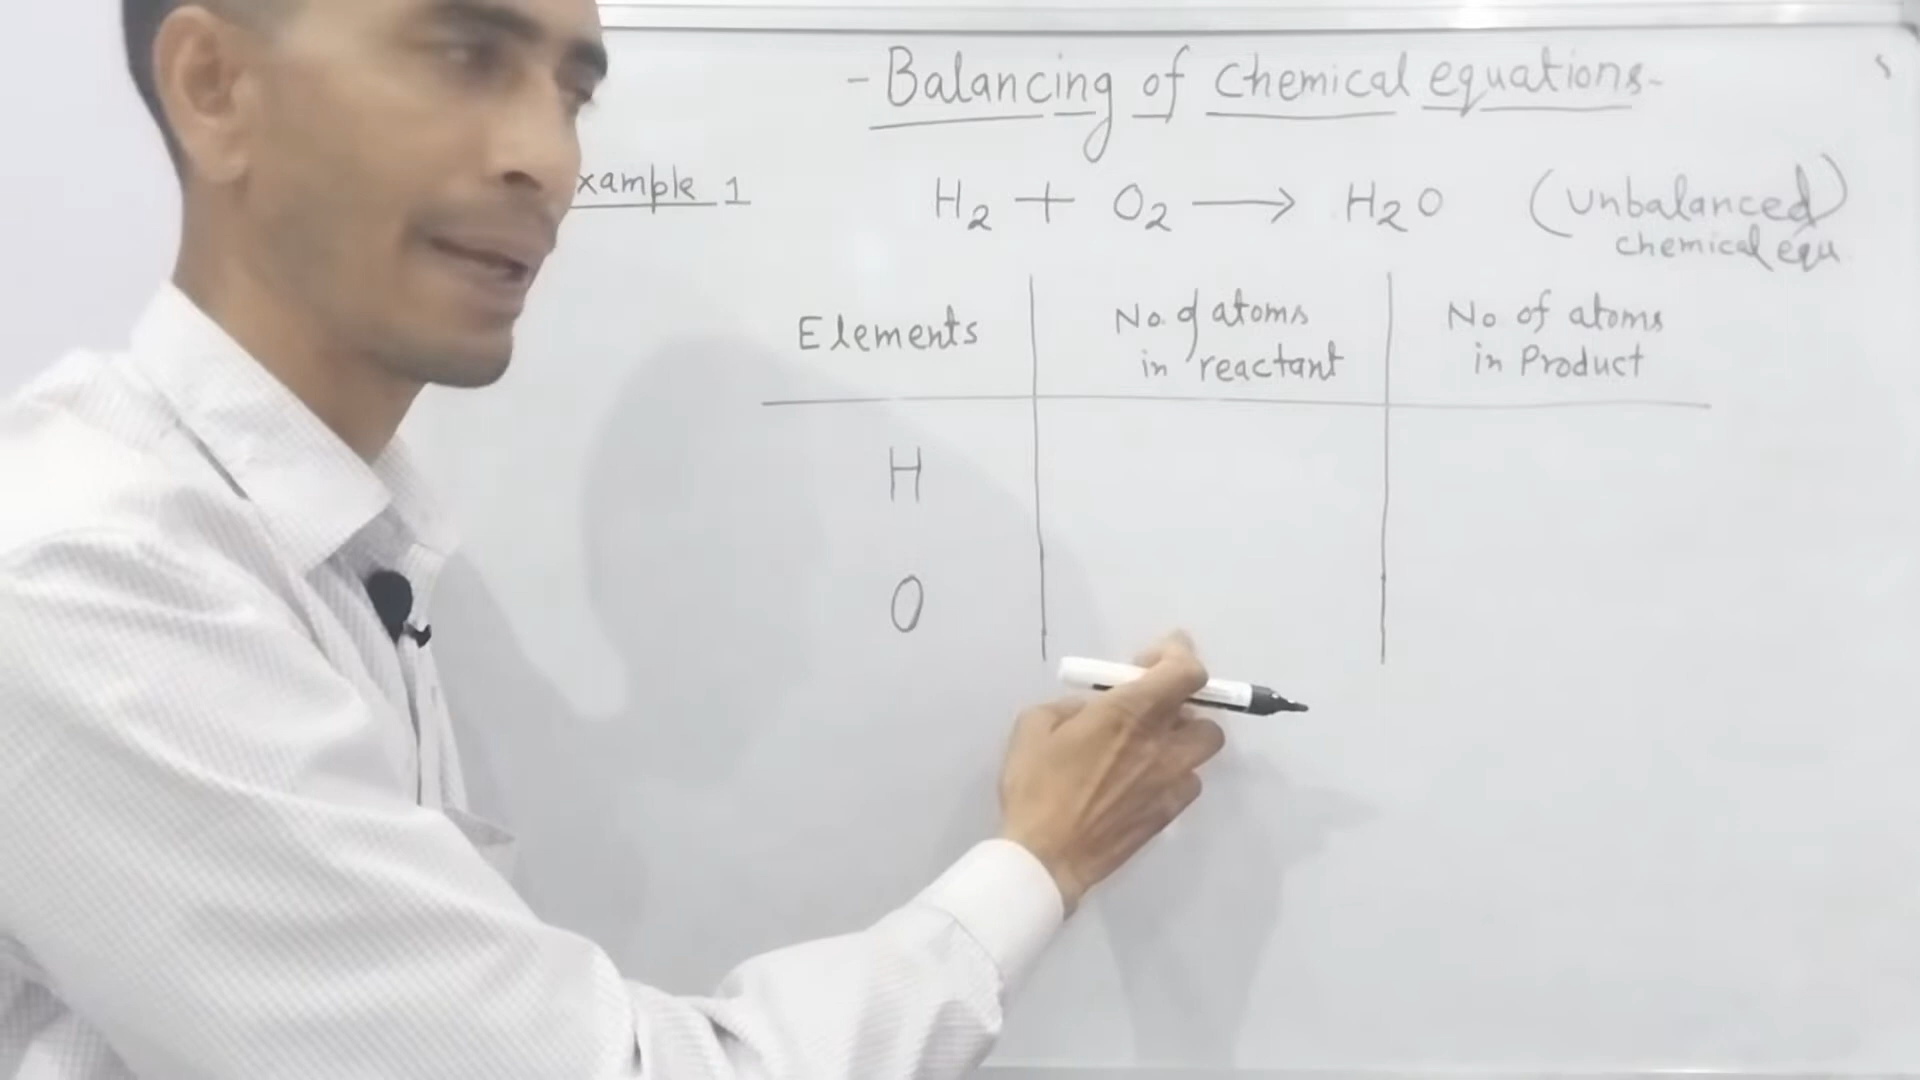 - Balancing of chemical equations -
xample 1
H₂ + O₂ ⟶ H₂O (unbalanced)
chemical equ
Elements
No. of atoms
in reactant
No of atoms
in Product
H
O